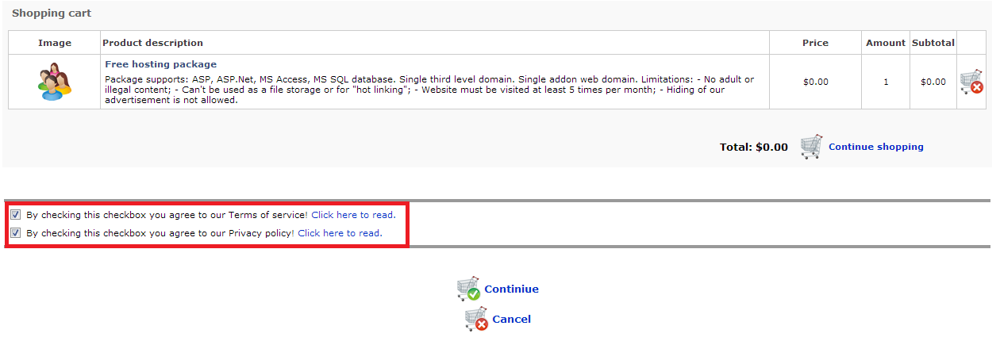 Shopping cart
Image Product description Price Amount Subtotal
Free hosting package
Package supports: ASP, ASP.Net, MS Access, MS SQL database. Single third level domain. Single addon web domain. Limitations: - No adult or
illegal content; - Can't be used as a file storage or for "hot linking"; - Website must be visited at least 5 times per month; - Hiding of our
advertisement is not allowed.
$0.00 1 $0.00
Total: $0.00 Continue shopping
By checking this checkbox you agree to our Terms of service! Click here to read.
By checking this checkbox you agree to our Privacy policy! Click here to read.
Continiue
Cancel